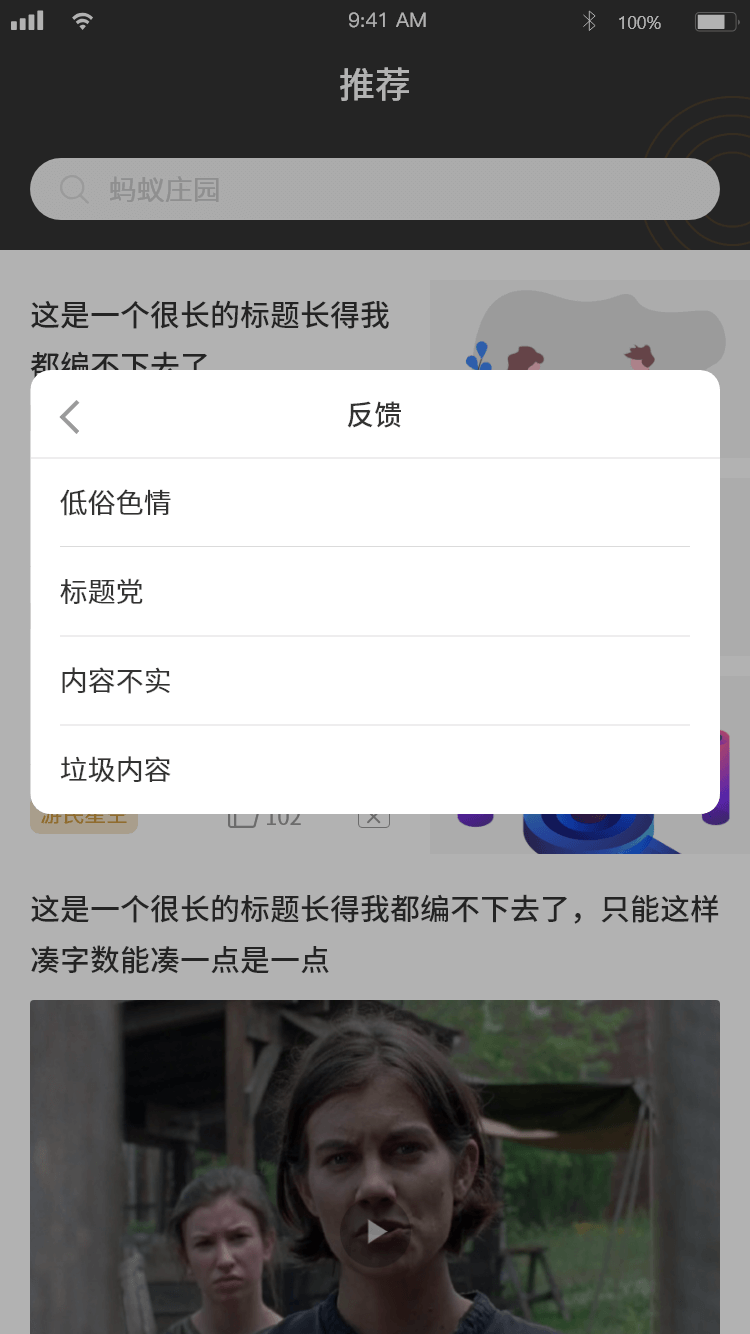 9:41 AM
100%
推荐
蚂蚁庄园
这是一个很长的标题长得我
都编不下去了
反馈
低俗色情
标题党
内容不实
垃圾内容
游民星空
102
这是一个很长的标题长得我都编不下去了，只能这样
凑字数能凑一点是一点